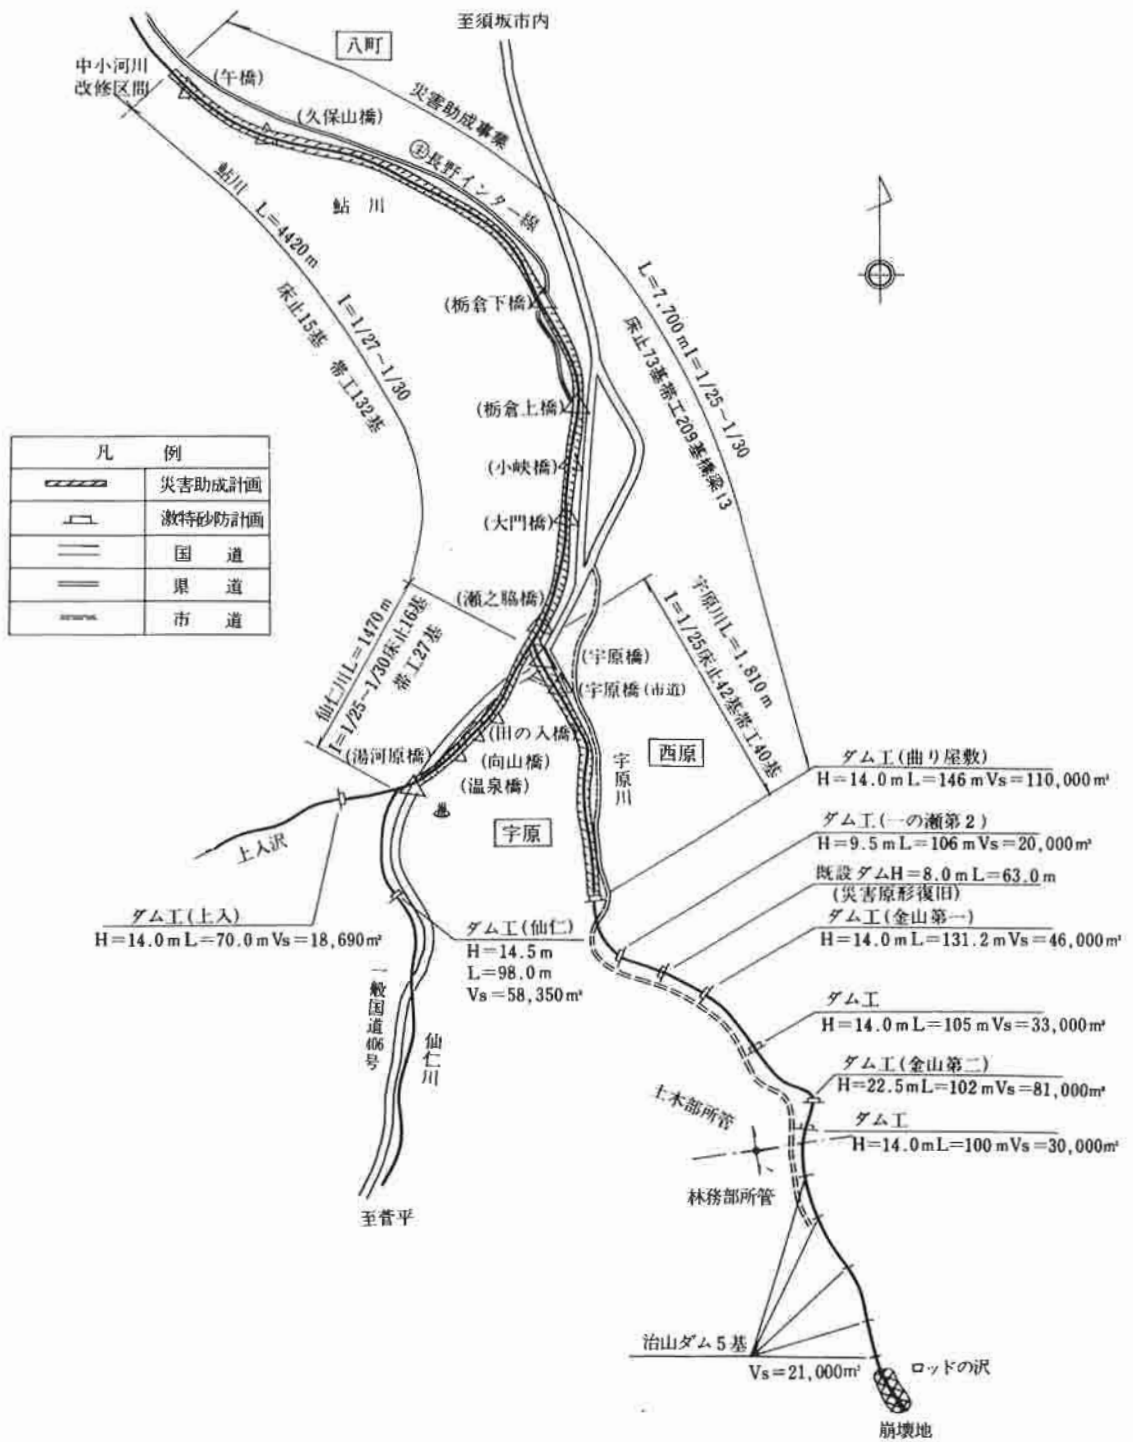 至須坂市内
八町
中小河川
改修区間
(午橋)
(久保山橋)
災害助成事業
㊤長野インター線
鮎川
鮎川 L=4420m
I=1/27~1/30
床止15基 帯工132基
L=7,700m I=1/25~1/30
床止73基帯工209基橋梁13
(栃倉下橋)
(栃倉上橋)
(小峡橋)
(大門橋)
(瀬之脇橋)
凡例
災害助成計画
激特砂防計画
国道
県道
市道
仙仁川L=1470m
I=1/25~1/30床止16基
帯工27基
宇原川L=1,810m
I=1/25床止42基帯工40基
(宇原橋)
(宇原橋(市道))
(田の入橋)
(向山橋)
(温泉橋)
(湯河原橋)
宇原川
西原
宇原
上入沢
ダム工(曲り屋敷)
H=14.0m L=146m Vs=110,000m³
ダム工(一の瀬第2)
H=9.5m L=106m Vs=20,000m³
既設ダムH=8.0m L=63.0m
(災害原形復旧)
ダム工(金山第一)
H=14.0m L=131.2m Vs=46,000m³
ダム工(上入)
H=14.0m L=70.0m Vs=18,690m³
ダム工(仙仁)
H=14.5m
L=98.0m
Vs=58,350m³
一般国道406号
仙仁川
至菅平
ダム工
H=14.0m L=105m Vs=33,000m³
ダム工(金山第二)
H=22.5m L=102m Vs=81,000m³
ダム工
H=14.0m L=100m Vs=30,000m³
土木部所管
林務部所管
治山ダム5基
Vs=21,000m³
ロッドの沢
崩壊地